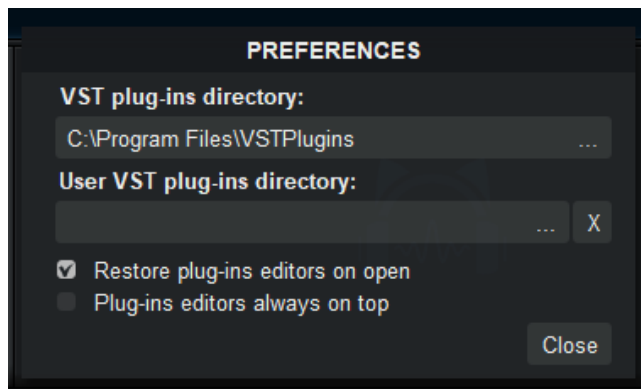 PREFERENCES
VST plug-ins directory:
C:\Program Files\VSTPlugins ...
User VST plug-ins directory:
... X
Restore plug-ins editors on open
Plug-ins editors always on top
Close